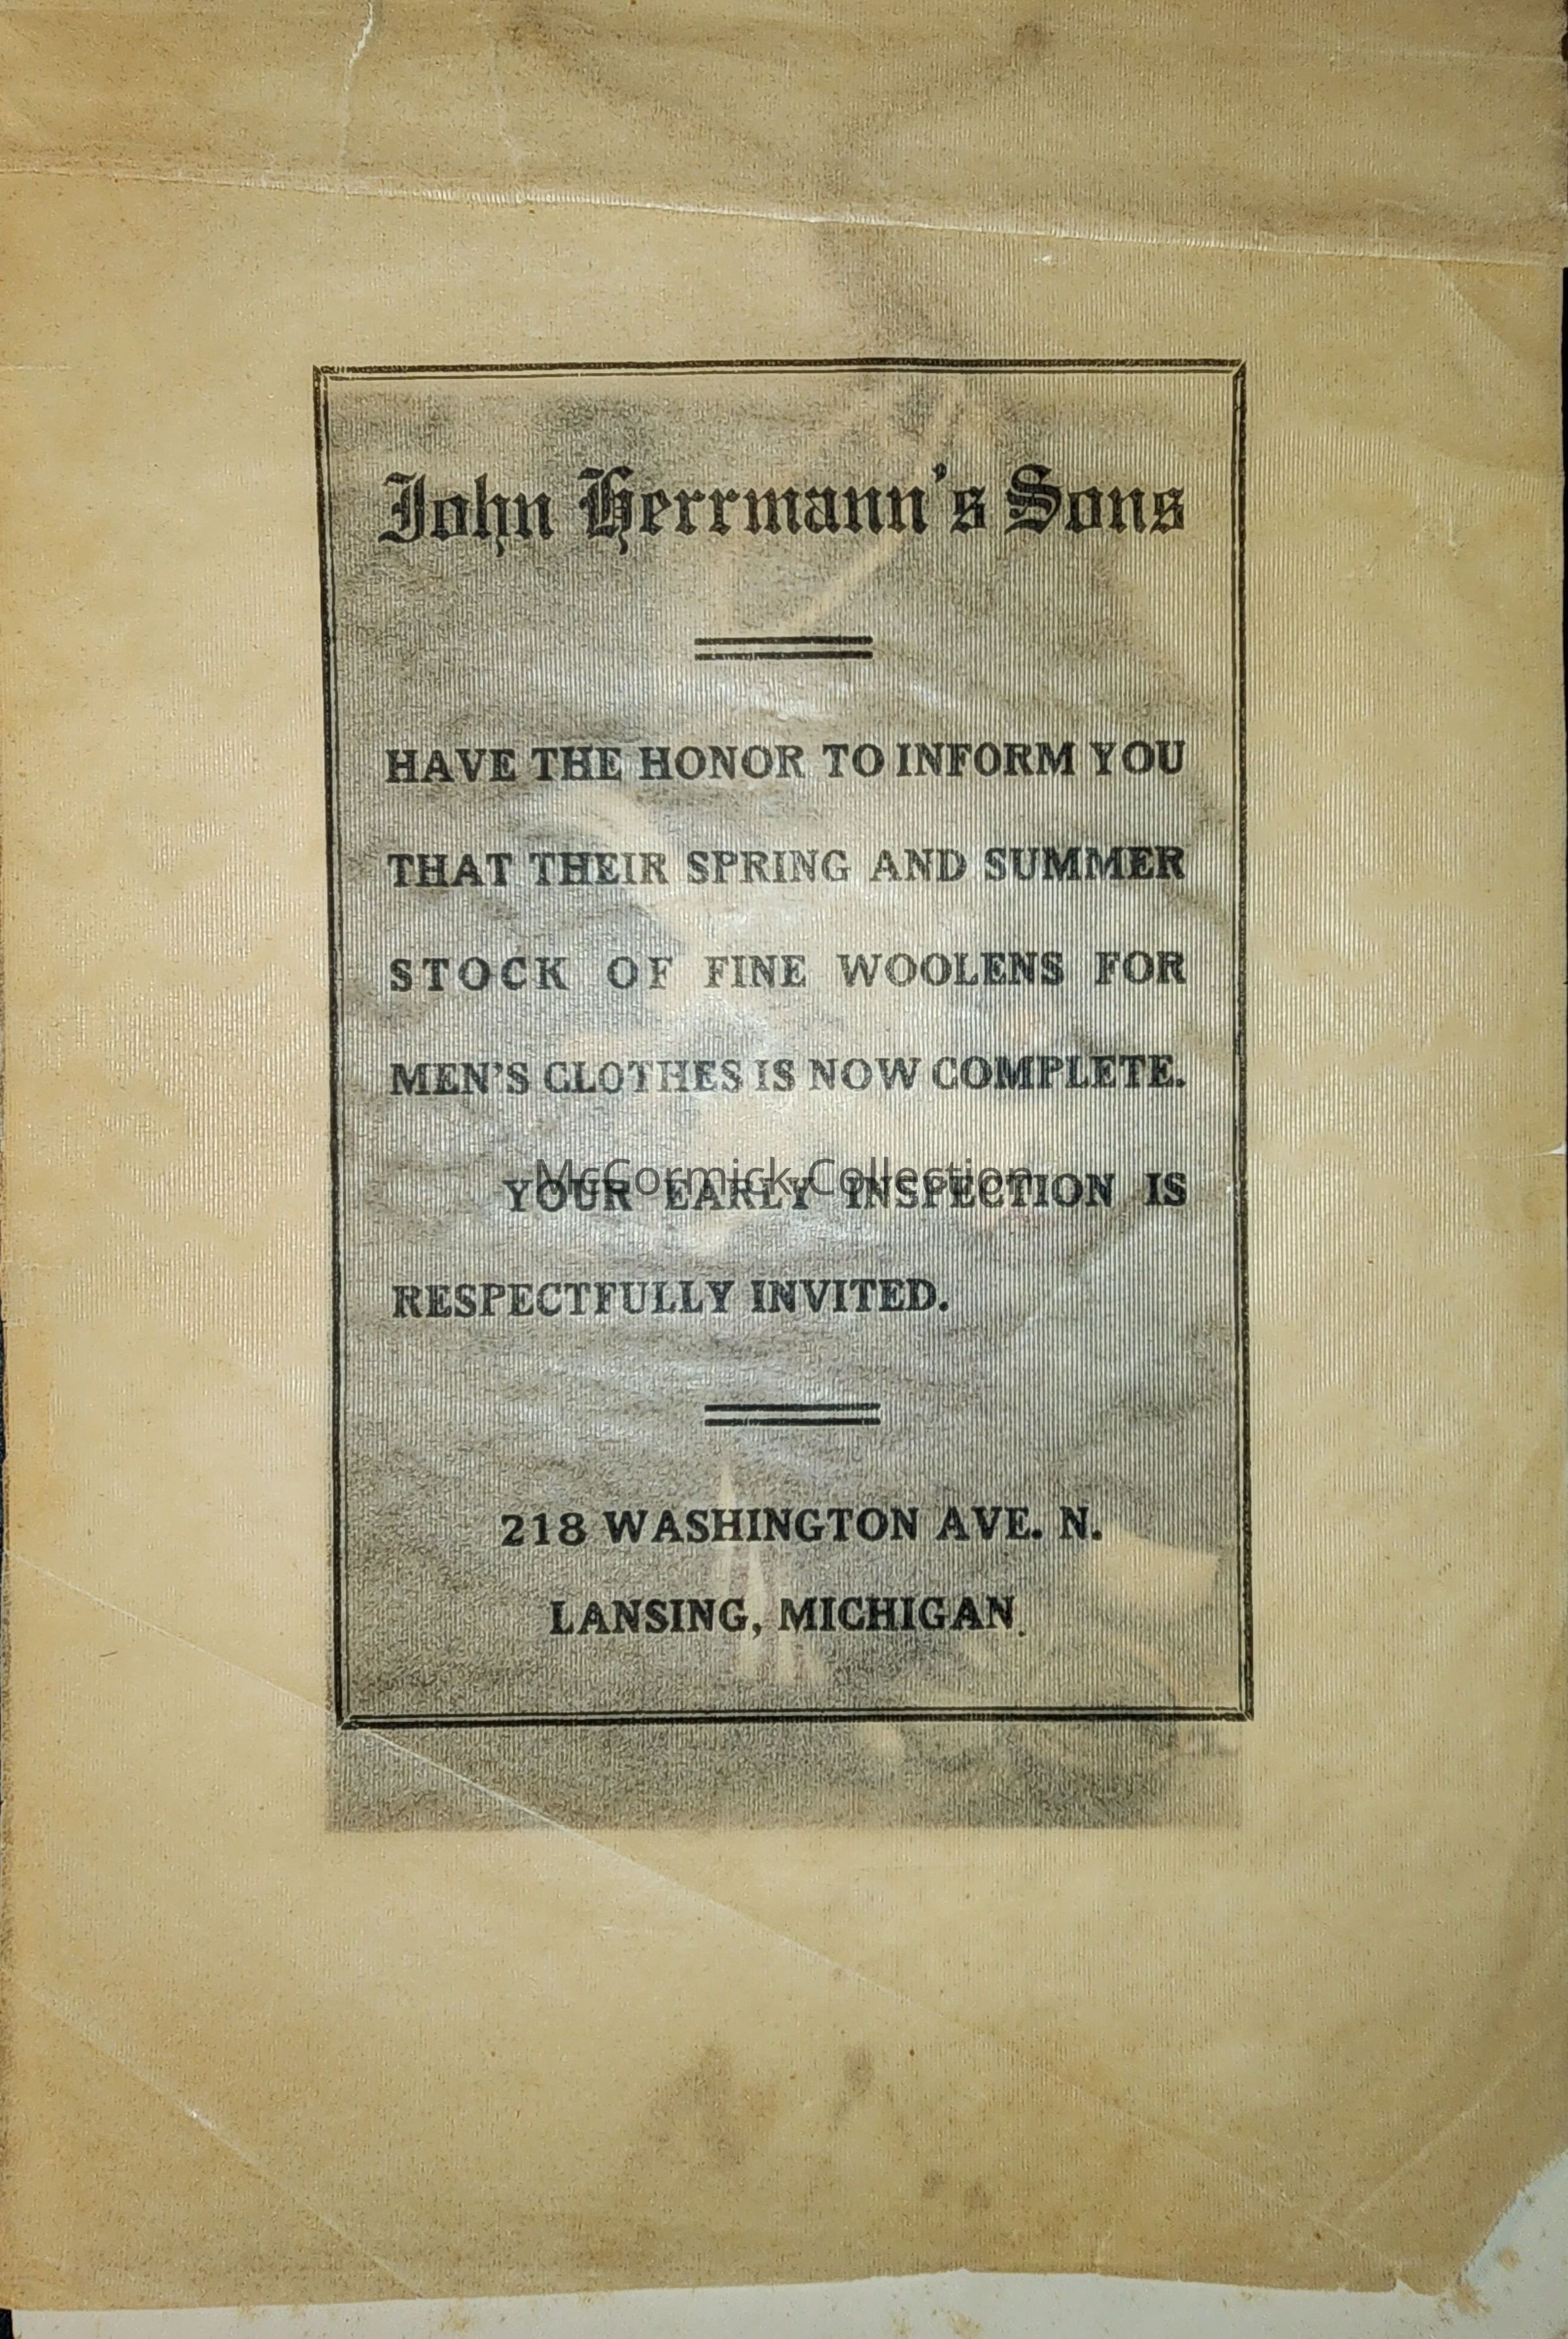 John Herrmann's Sons
HAVE THE HONOR TO INFORM YOU
THAT THEIR SPRING AND SUMMER
STOCK OF FINE WOOLENS FOR
MEN'S CLOTHES IS NOW COMPLETE.
McCormick Collection
YOUR EARLY INSPECTION IS
RESPECTFULLY INVITED.
218 WASHINGTON AVE. N.
LANSING, MICHIGAN.